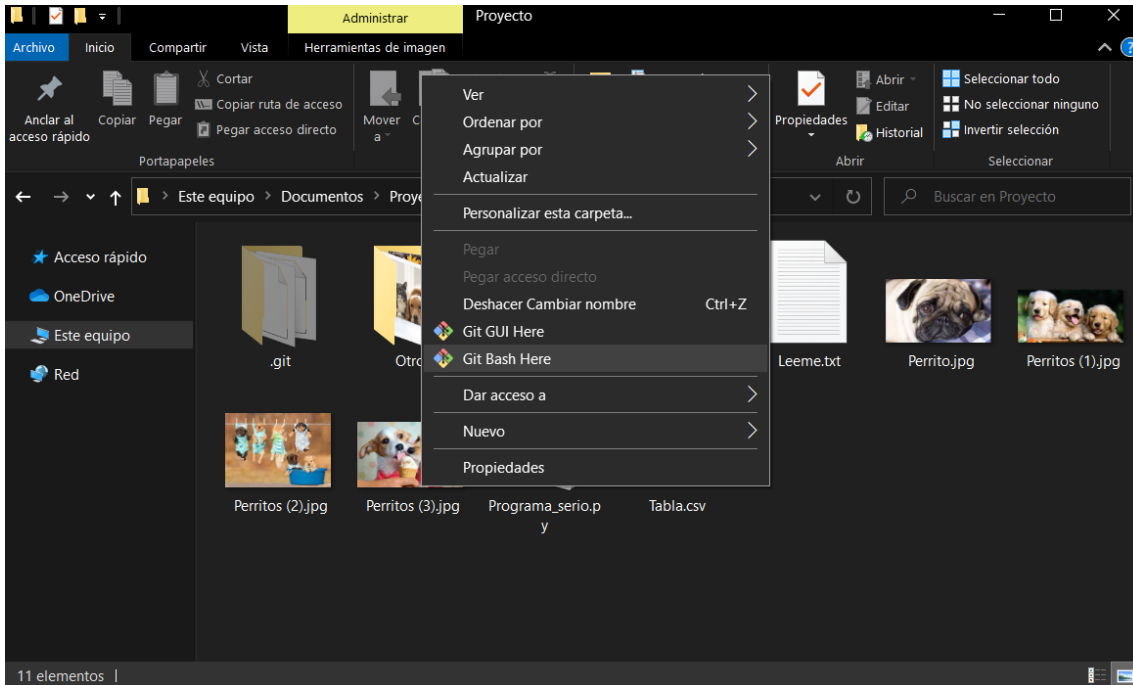 Administrar
Proyecto
Archivo
Inicio
Compartir
Vista
Herramientas de imagen
Anclar al
acceso rápido
Copiar
Pegar
Cortar
Copiar ruta de acceso
Pegar acceso directo
Portapapeles
Mover
a
Propiedades
Abrir
Editar
Historial
Abrir
Seleccionar todo
No seleccionar ninguno
Invertir selección
Seleccionar
Este equipo > Documentos >
Buscar en Proyecto
Acceso rápido
OneDrive
Este equipo
Red
Ver
Ordenar por
Agrupar por
Actualizar
Personalizar esta carpeta...
Pegar
Pegar acceso directo
Deshacer Cambiar nombre Ctrl+Z
Git GUI Here
Git Bash Here
Dar acceso a
Nuevo
Propiedades
.git
Leeme.txt
Perrito.jpg
Perritos (1).jpg
Perritos (2).jpg
Perritos (3).jpg
Programa_serio.p
y
Tabla.csv
11 elementos